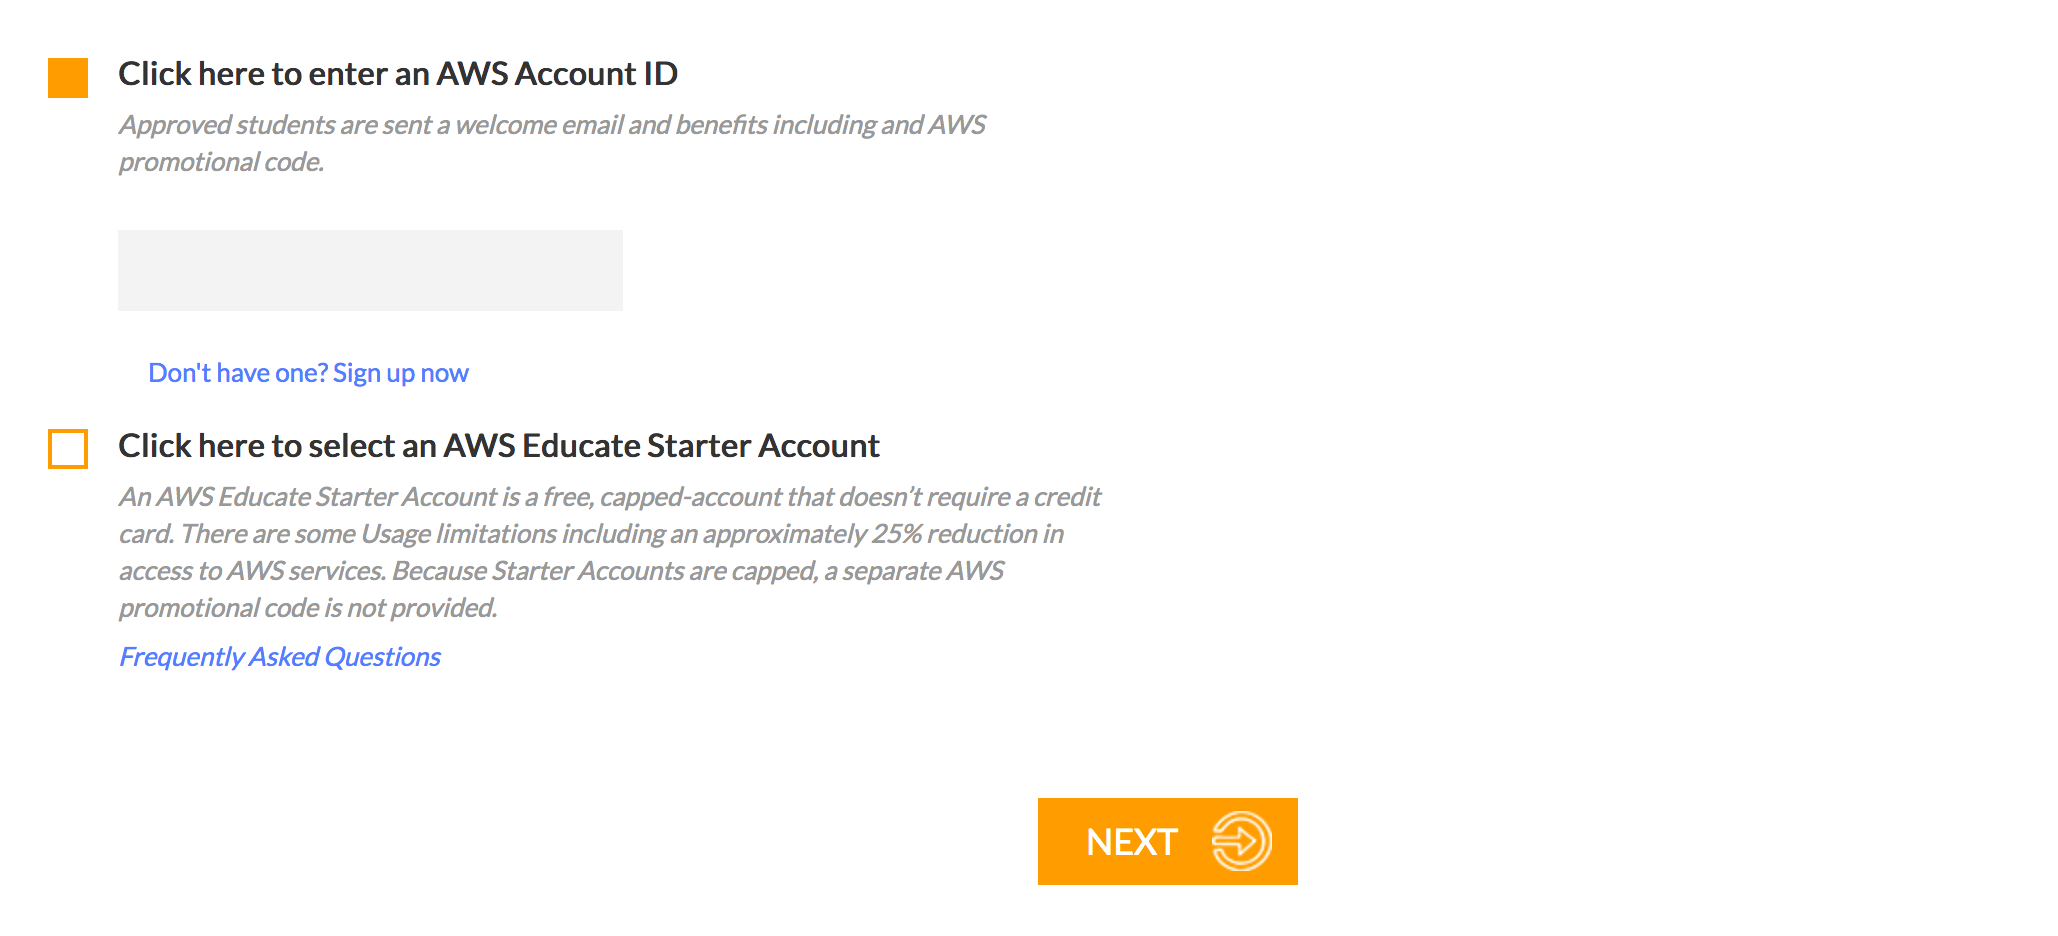 Click here to enter an AWS Account ID
Approved students are sent a welcome email and benefits including and AWS
promotional code.
Don't have one? Sign up now
Click here to select an AWS Educate Starter Account
An AWS Educate Starter Account is a free, capped-account that doesn’t require a credit
card. There are some Usage limitations including an approximately 25% reduction in
access to AWS services. Because Starter Accounts are capped, a separate AWS
promotional code is not provided.
Frequently Asked Questions
NEXT